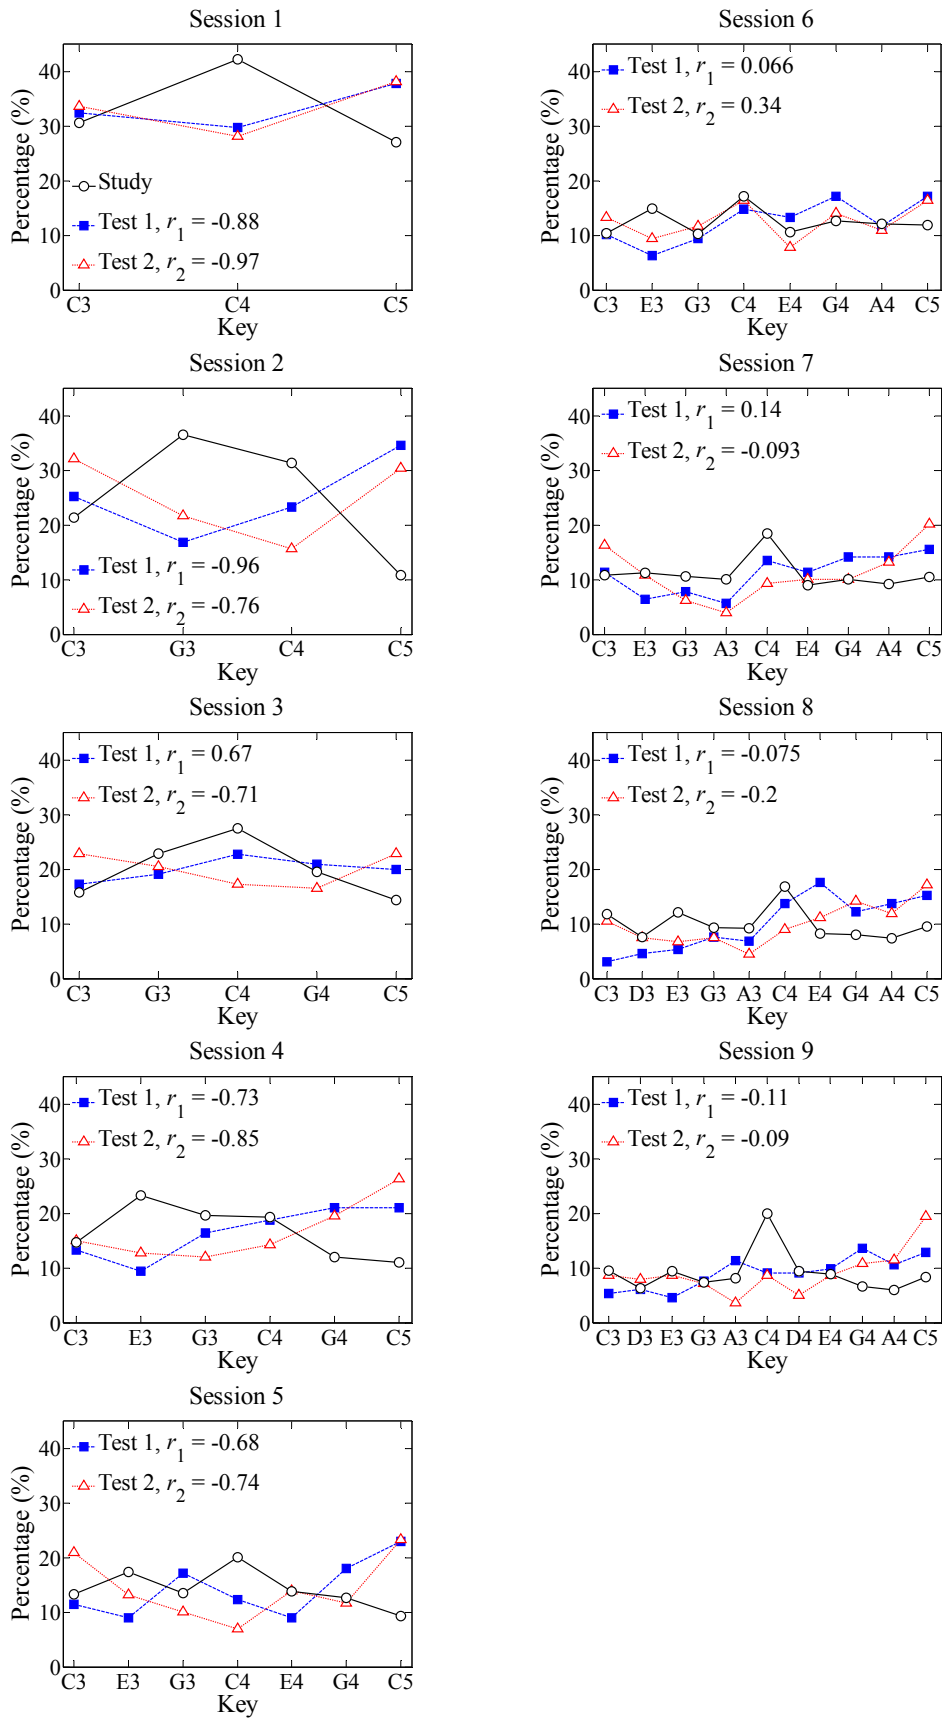 Session 1
Percentage (%)
40
30
20
10
0
Study
Test 1, r1 = -0.88
Test 2, r2 = -0.97
C3 C4 C5
Key
Session 2
Percentage (%)
40
30
20
10
0
Test 1, r1 = -0.96
Test 2, r2 = -0.76
C3 G3 C4 C5
Key
Session 3
Percentage (%)
40
30
20
10
0
Test 1, r1 = 0.67
Test 2, r2 = -0.71
C3 G3 C4 G4 C5
Key
Session 4
Percentage (%)
40
30
20
10
0
Test 1, r1 = -0.73
Test 2, r2 = -0.85
C3 E3 G3 C4 G4 C5
Key
Session 5
Percentage (%)
40
30
20
10
0
Test 1, r1 = -0.68
Test 2, r2 = -0.74
C3 E3 G3 C4 E4 G4 C5
Key
Session 6
Percentage (%)
40
30
20
10
0
Test 1, r1 = 0.066
Test 2, r2 = 0.34
C3 E3 G3 C4 E4 G4 A4 C5
Key
Session 7
Percentage (%)
40
30
20
10
0
Test 1, r1 = 0.14
Test 2, r2 = -0.093
C3 E3 G3 A3 C4 E4 G4 A4 C5
Key
Session 8
Percentage (%)
40
30
20
10
0
Test 1, r1 = -0.075
Test 2, r2 = -0.2
C3 D3 E3 G3 A3 C4 E4 G4 A4 C5
Key
Session 9
Percentage (%)
40
30
20
10
0
Test 1, r1 = -0.11
Test 2, r2 = -0.09
C3 D3 E3 G3 A3 C4 D4 E4 G4 A4 C5
Key